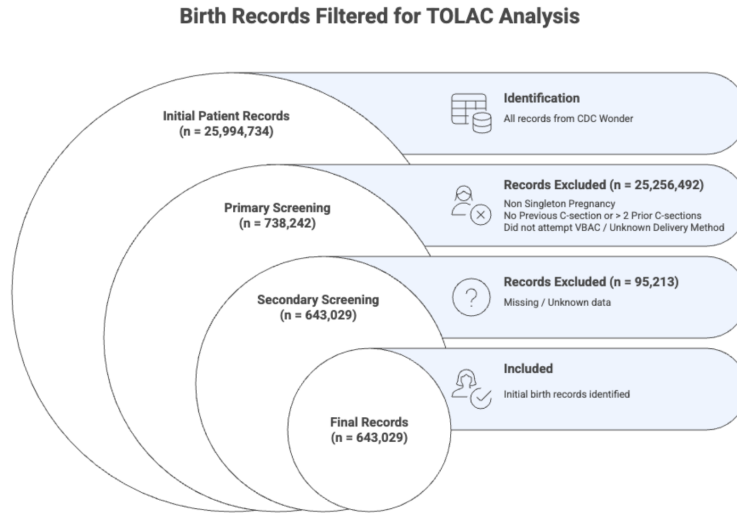 Birth Records Filtered for TOLAC Analysis
Initial Patient Records
(n = 25,994,734)
Identification
All records from CDC Wonder
Primary Screening
(n = 738,242)
Records Excluded (n = 25,256,492)
Non Singleton Pregnancy
No Previous C-section or > 2 Prior C-sections
Did not attempt VBAC / Unknown Delivery Method
Secondary Screening
(n = 643,029)
Records Excluded (n = 95,213)
Missing / Unknown data
Included
Initial birth records identified
Final Records
(n = 643,029)